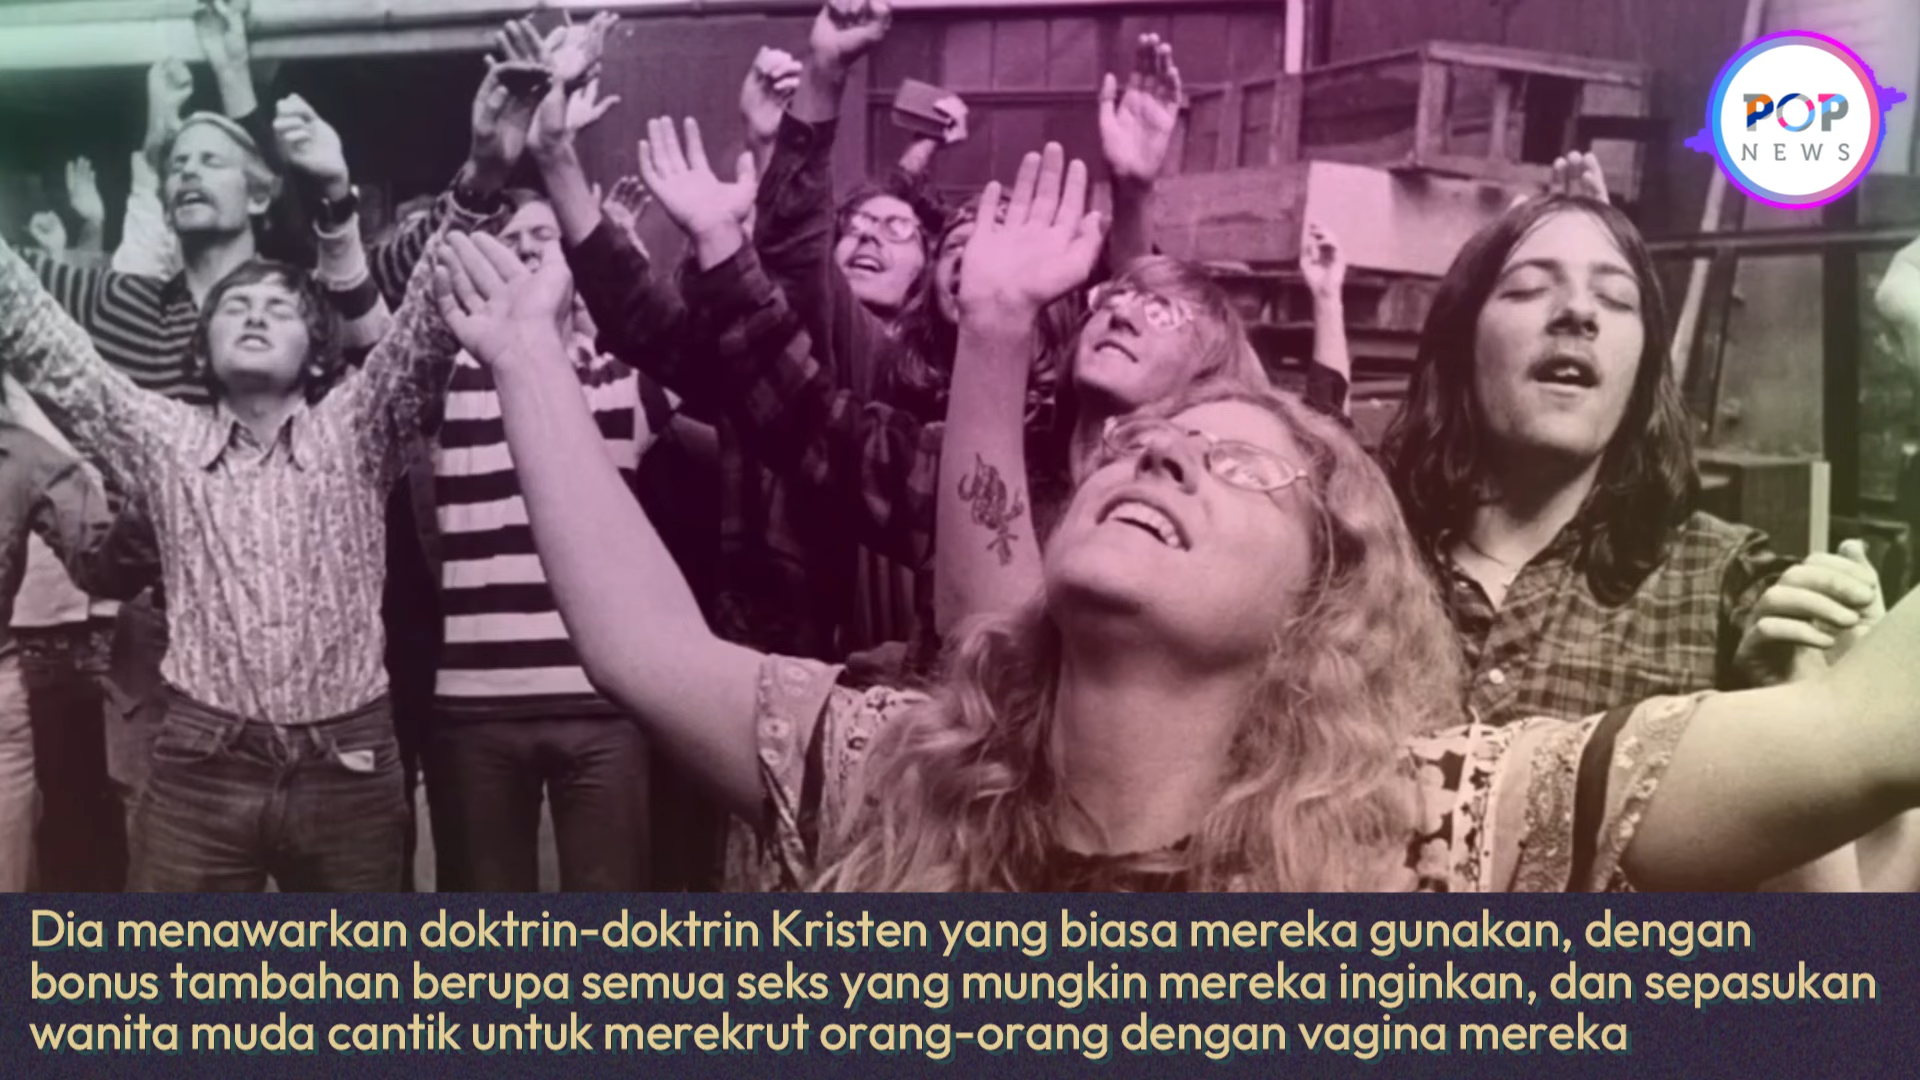 POP
NEWS
Dia menawarkan doktrin-doktrin Kristen yang biasa mereka gunakan, dengan
bonus tambahan berupa semua seks yang mungkin mereka inginkan, dan sepasukan
wanita muda cantik untuk merekrut orang-orang dengan vagina mereka